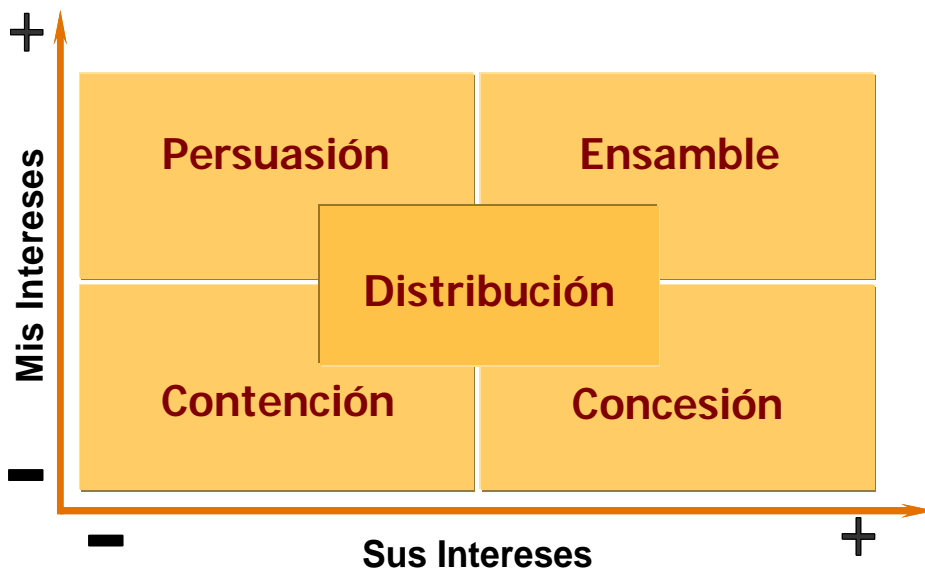 +
Mis Intereses
Persuasión
Ensamble
Distribución
Contención
Concesión
-
-
Sus Intereses
+